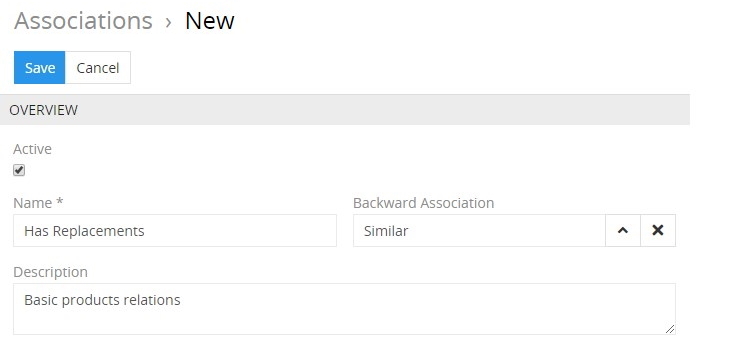 Associations › New
Save Cancel
OVERVIEW
Active
Name * Backward Association
Has Replacements Similar
Description
Basic products relations